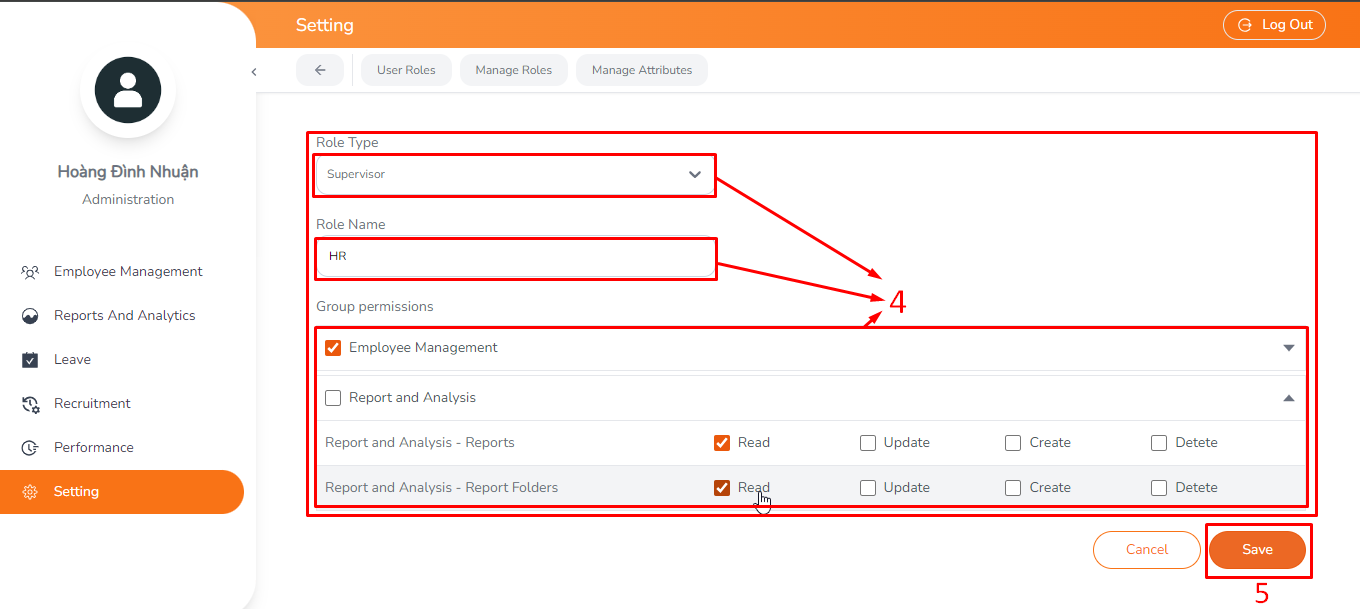 Setting
Log Out
User Roles
Manage Roles
Manage Attributes
Hoàng Đình Nhuận
Administration
Employee Management
Reports And Analytics
Leave
Recruitment
Performance
Setting
Role Type
Supervisor
Role Name
HR
Group permissions
4
Employee Management
Report and Analysis
Report and Analysis - Reports Read Update Create Detete
Report and Analysis - Report Folders Read Update Create Detete
Cancel
Save
5